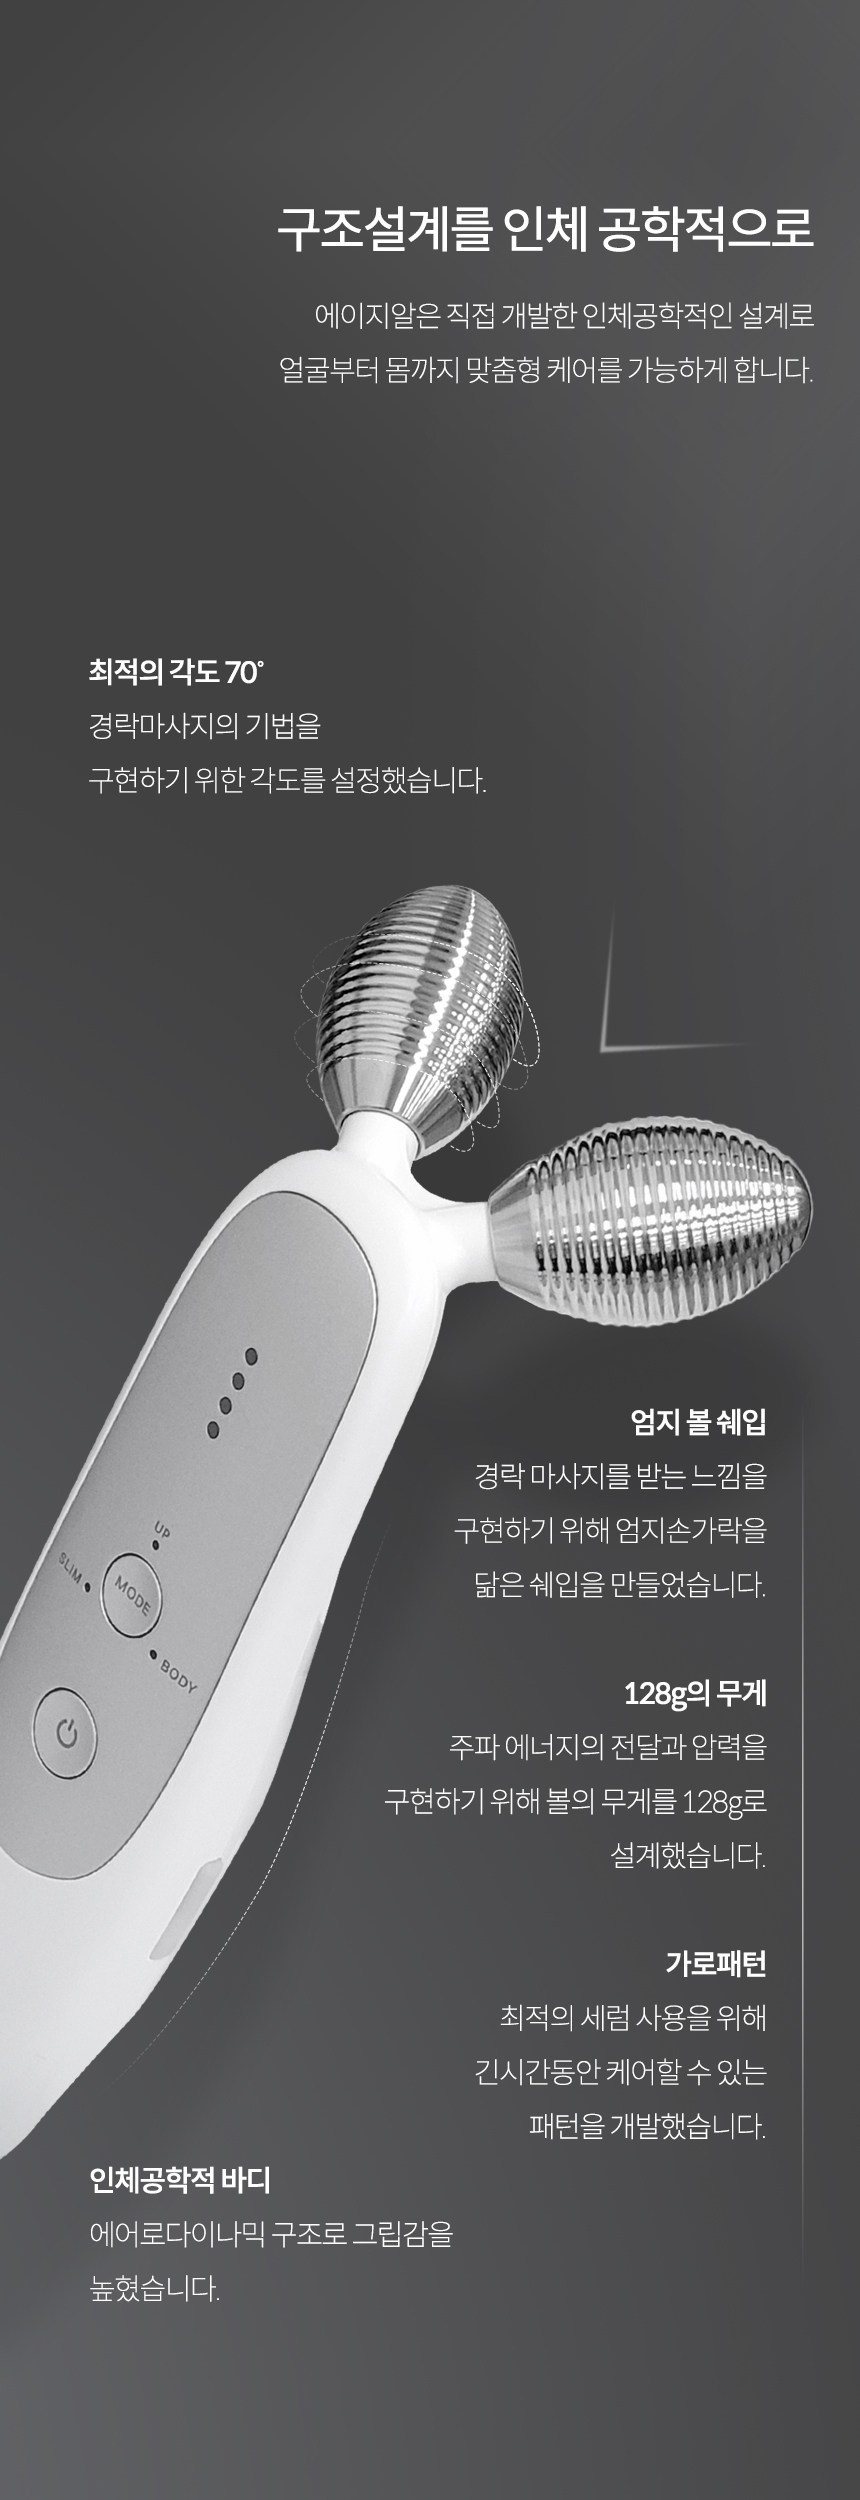 구조설계를 인체 공학적으로
에이지알은 직접 개발한 인체공학적인 설계로
얼굴부터 몸까지 맞춤형 케어를 가능하게 합니다.
최적의 각도 70°
경락마사지의 기법을
구현하기 위한 각도를 설정했습니다.
엄지 볼 쉐입
경락 마사지를 받는 느낌을
구현하기 위해 엄지손가락을
닮은 쉐입을 만들었습니다.
UP
SLIM
MODE
BODY
128g의 무게
주파 에너지의 전달과 압력을
구현하기 위해 볼의 무게를 128g로
설계했습니다.
가로패턴
최적의 세럼 사용을 위해
긴시간동안 케어할 수 있는
패턴을 개발했습니다.
인체공학적 바디
에어로다이나믹 구조로 그립감을
높혔습니다.